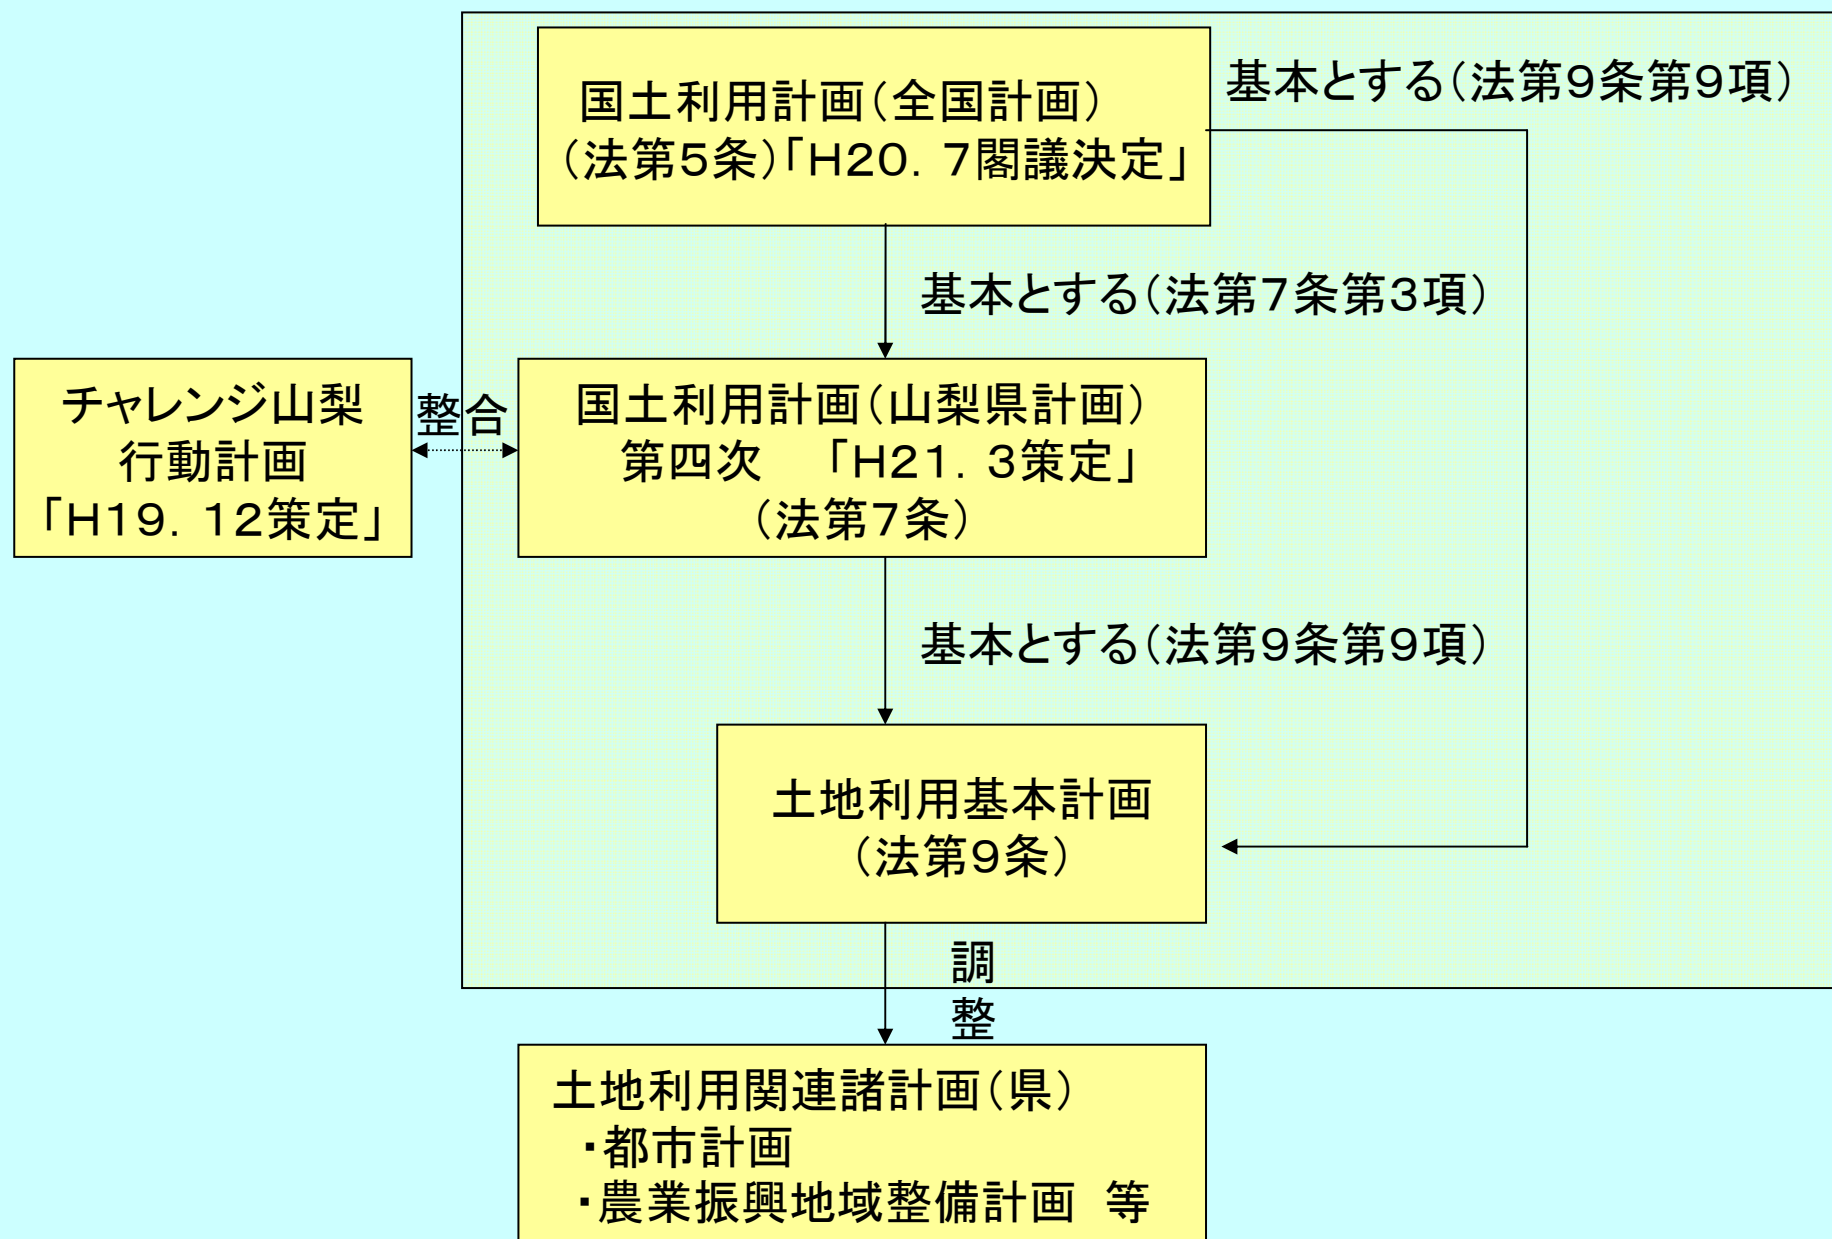 国土利用計画（全国計画）
（法第５条）「Ｈ２０．７閣議決定」
基本とする（法第９条第９項）
基本とする（法第７条第３項）
チャレンジ山梨
行動計画
「Ｈ１９．１２策定」
整合
国土利用計画（山梨県計画）
第四次　「Ｈ２１．３策定」
（法第７条）
基本とする（法第９条第９項）
土地利用基本計画
（法第９条）
調
整
土地利用関連諸計画（県）
・都市計画
・農業振興地域整備計画　等